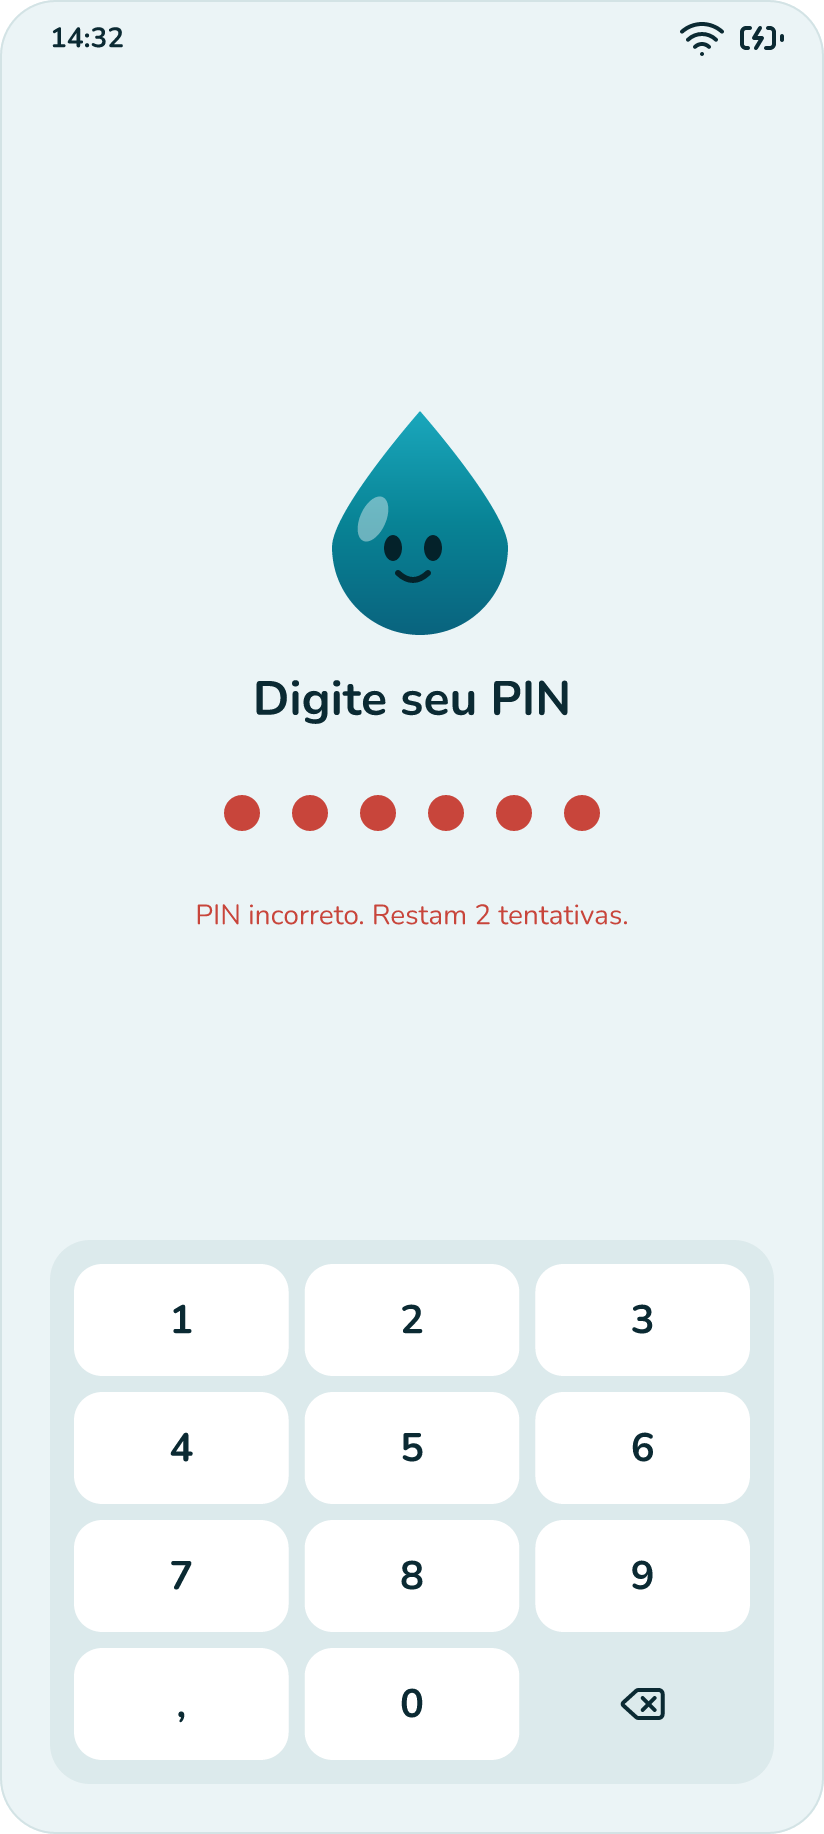 14:32
Digite seu PIN
PIN incorreto. Restam 2 tentativas.
1 2 3
4 5 6
7 8 9
, 0